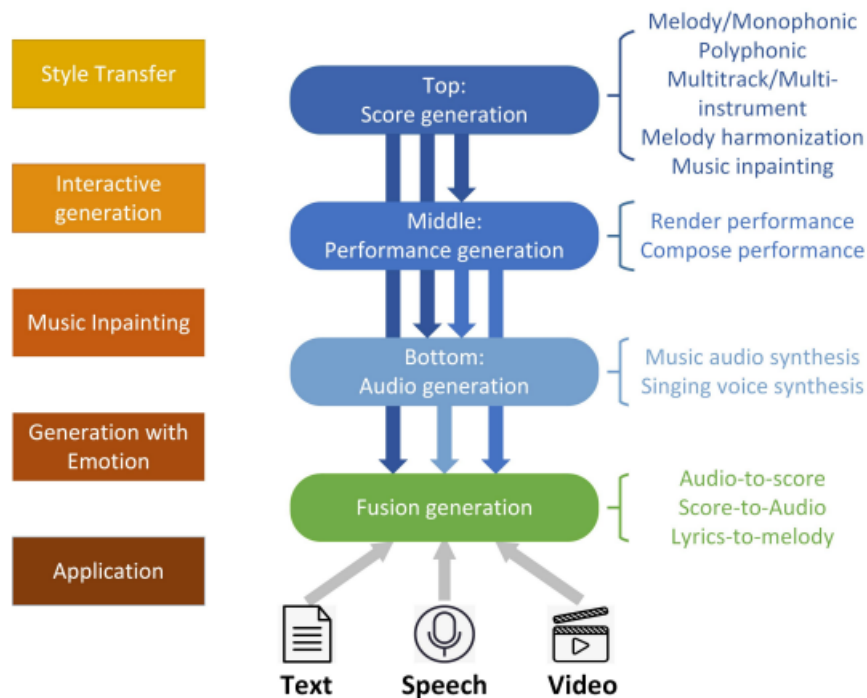 Style Transfer
Interactive
generation
Music Inpainting
Generation with
Emotion
Application
Top:
Score generation
Middle:
Performance generation
Bottom:
Audio generation
Fusion generation
Melody/Monophonic
Polyphonic
Multitrack/Multi-
instrument
Melody harmonization
Music inpainting
Render performance
Compose performance
Music audio synthesis
Singing voice synthesis
Audio-to-score
Score-to-Audio
Lyrics-to-melody
Text
Speech
Video